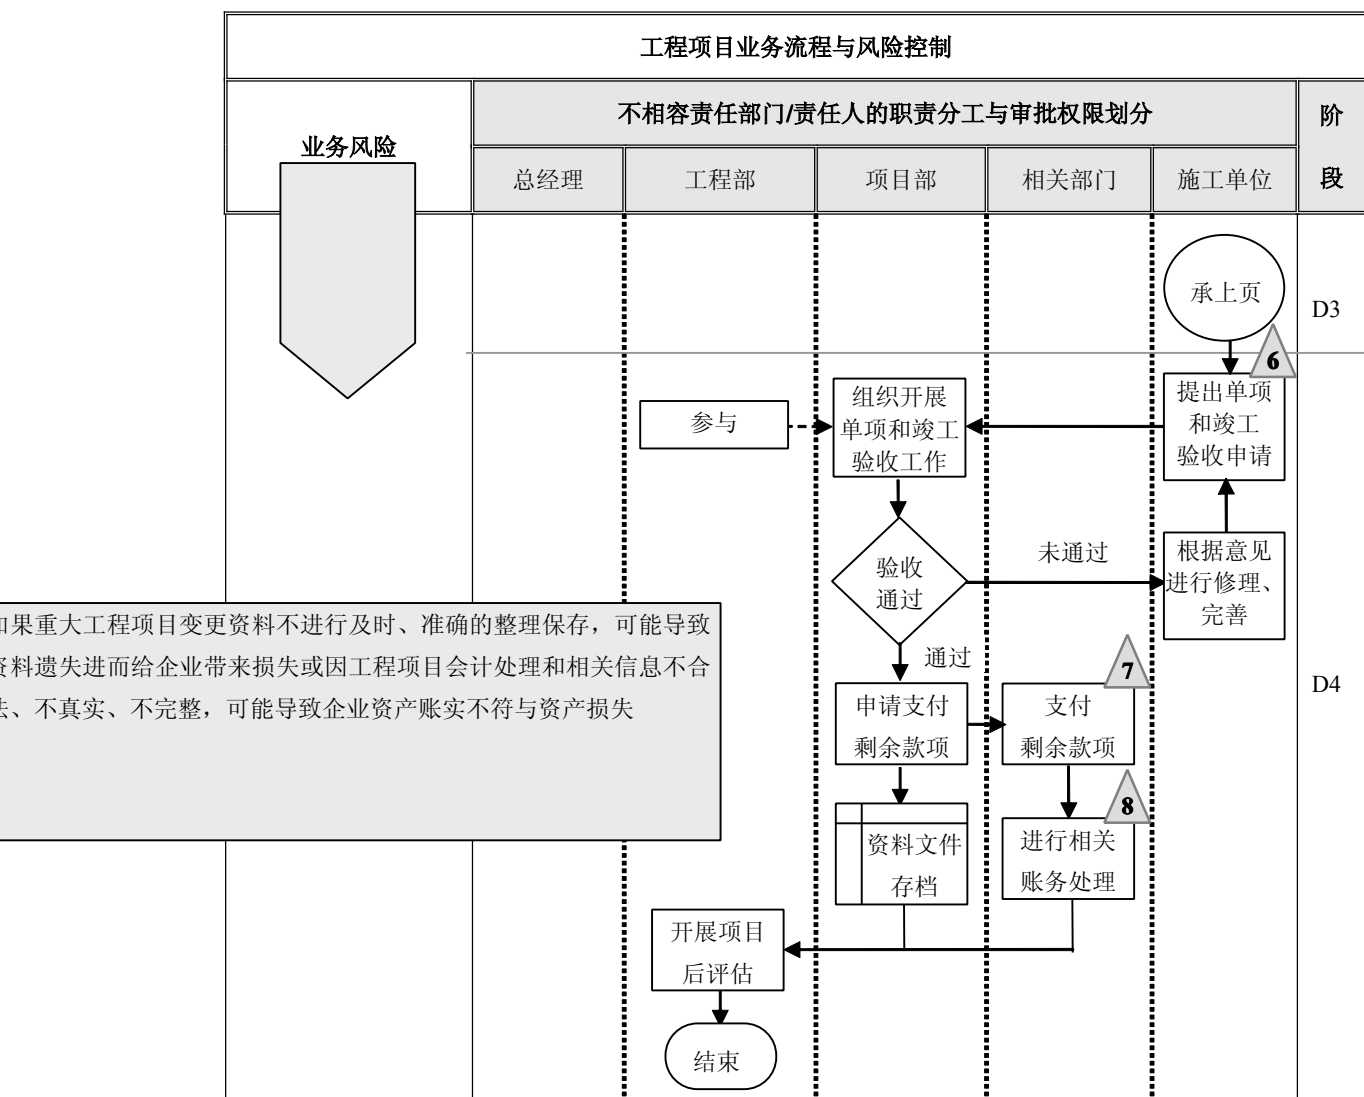 工程项目业务流程与风险控制
不相容责任部门/责任人的职责分工与审批权限划分
阶
段
业务风险
总经理
工程部
项目部
相关部门
施工单位
承上页
D3
6
提出单项
和竣工
验收申请
组织开展
单项和竣工
验收工作
参与
验收
通过
未通过
根据意见
进行修理、
完善
果重大工程项目变更资料不进行及时、准确的整理保存，可能导致
料遗失进而给企业带来损失或因工程项目会计处理和相关信息不合
、不真实、不完整，可能导致企业资产账实不符与资产损失
通过
7
D4
申请支付
剩余款项
支付
剩余款项
8
资料文件
存档
进行相关
账务处理
开展项目
后评估
结束